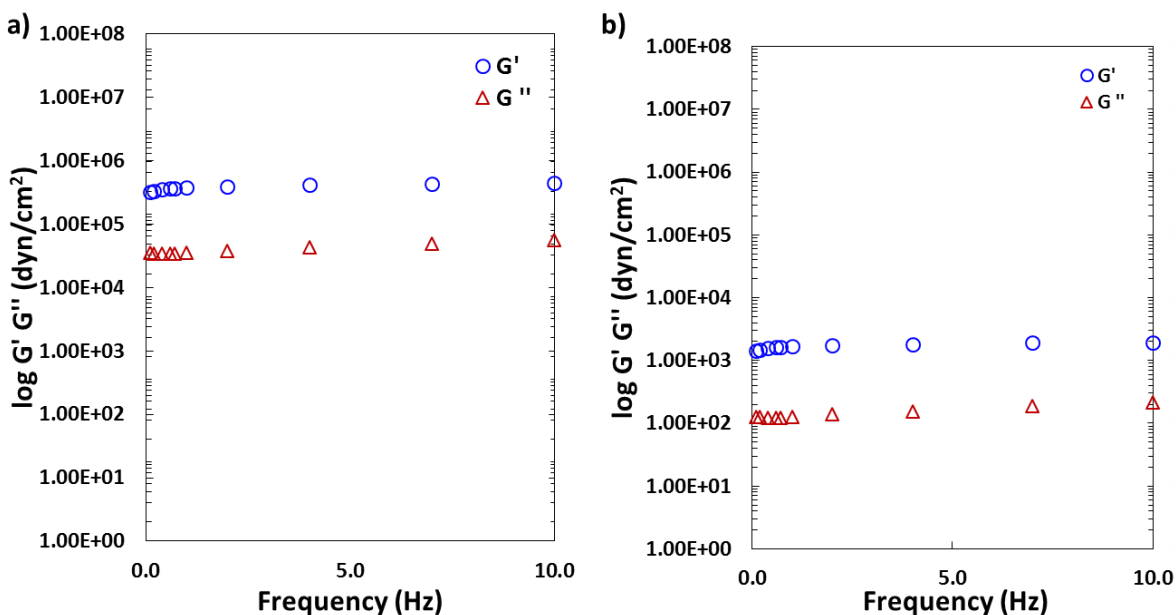 a)
log G' G'' (dyn/cm²)
1.00E+08
1.00E+07
1.00E+06
1.00E+05
1.00E+04
1.00E+03
1.00E+02
1.00E+01
1.00E+00
G'
G ''
0.0
5.0
10.0
Frequency (Hz)
b)
log G' G'' (dyn/cm²)
1.00E+08
1.00E+07
1.00E+06
1.00E+05
1.00E+04
1.00E+03
1.00E+02
1.00E+01
1.00E+00
G'
G ''
0.0
5.0
10.0
Frequency (Hz)